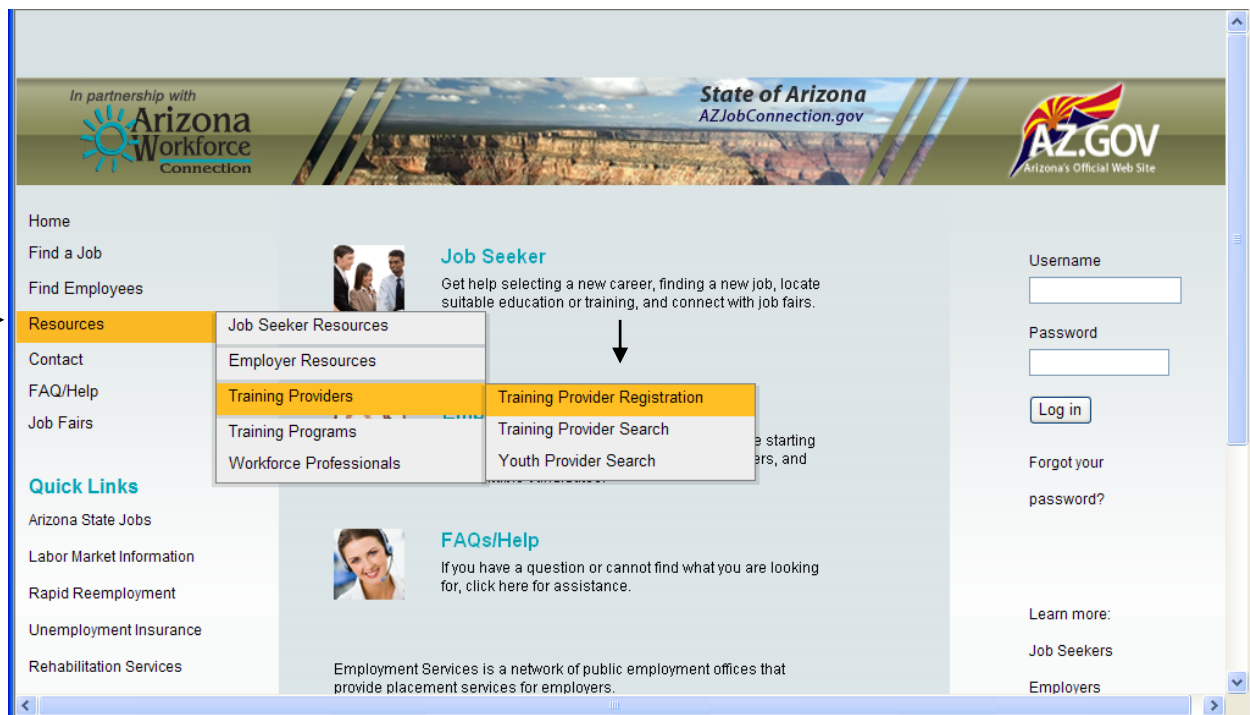 In partnership with
Arizona
Workforce
Connection
State of Arizona
AZJobConnection.gov
AZ.GOV
Arizona's Official Web Site
Home
Find a Job
Find Employees
Resources
Contact
FAQ/Help
Job Fairs
Job Seeker Resources
Employer Resources
Training Providers
Training Programs
Workforce Professionals
Training Provider Registration
Training Provider Search
Youth Provider Search
Quick Links
Arizona State Jobs
Labor Market Information
Rapid Reemployment
Unemployment Insurance
Rehabilitation Services
Job Seeker
Get help selecting a new career, finding a new job, locate
suitable education or training, and connect with job fairs.
starting
and
FAQs/Help
If you have a question or cannot find what you are looking
for, click here for assistance.
Employment Services is a network of public employment offices that
provide placement services for employers.
Username
Password
Log in
Forgot your
password?
Learn more:
Job Seekers
Employers